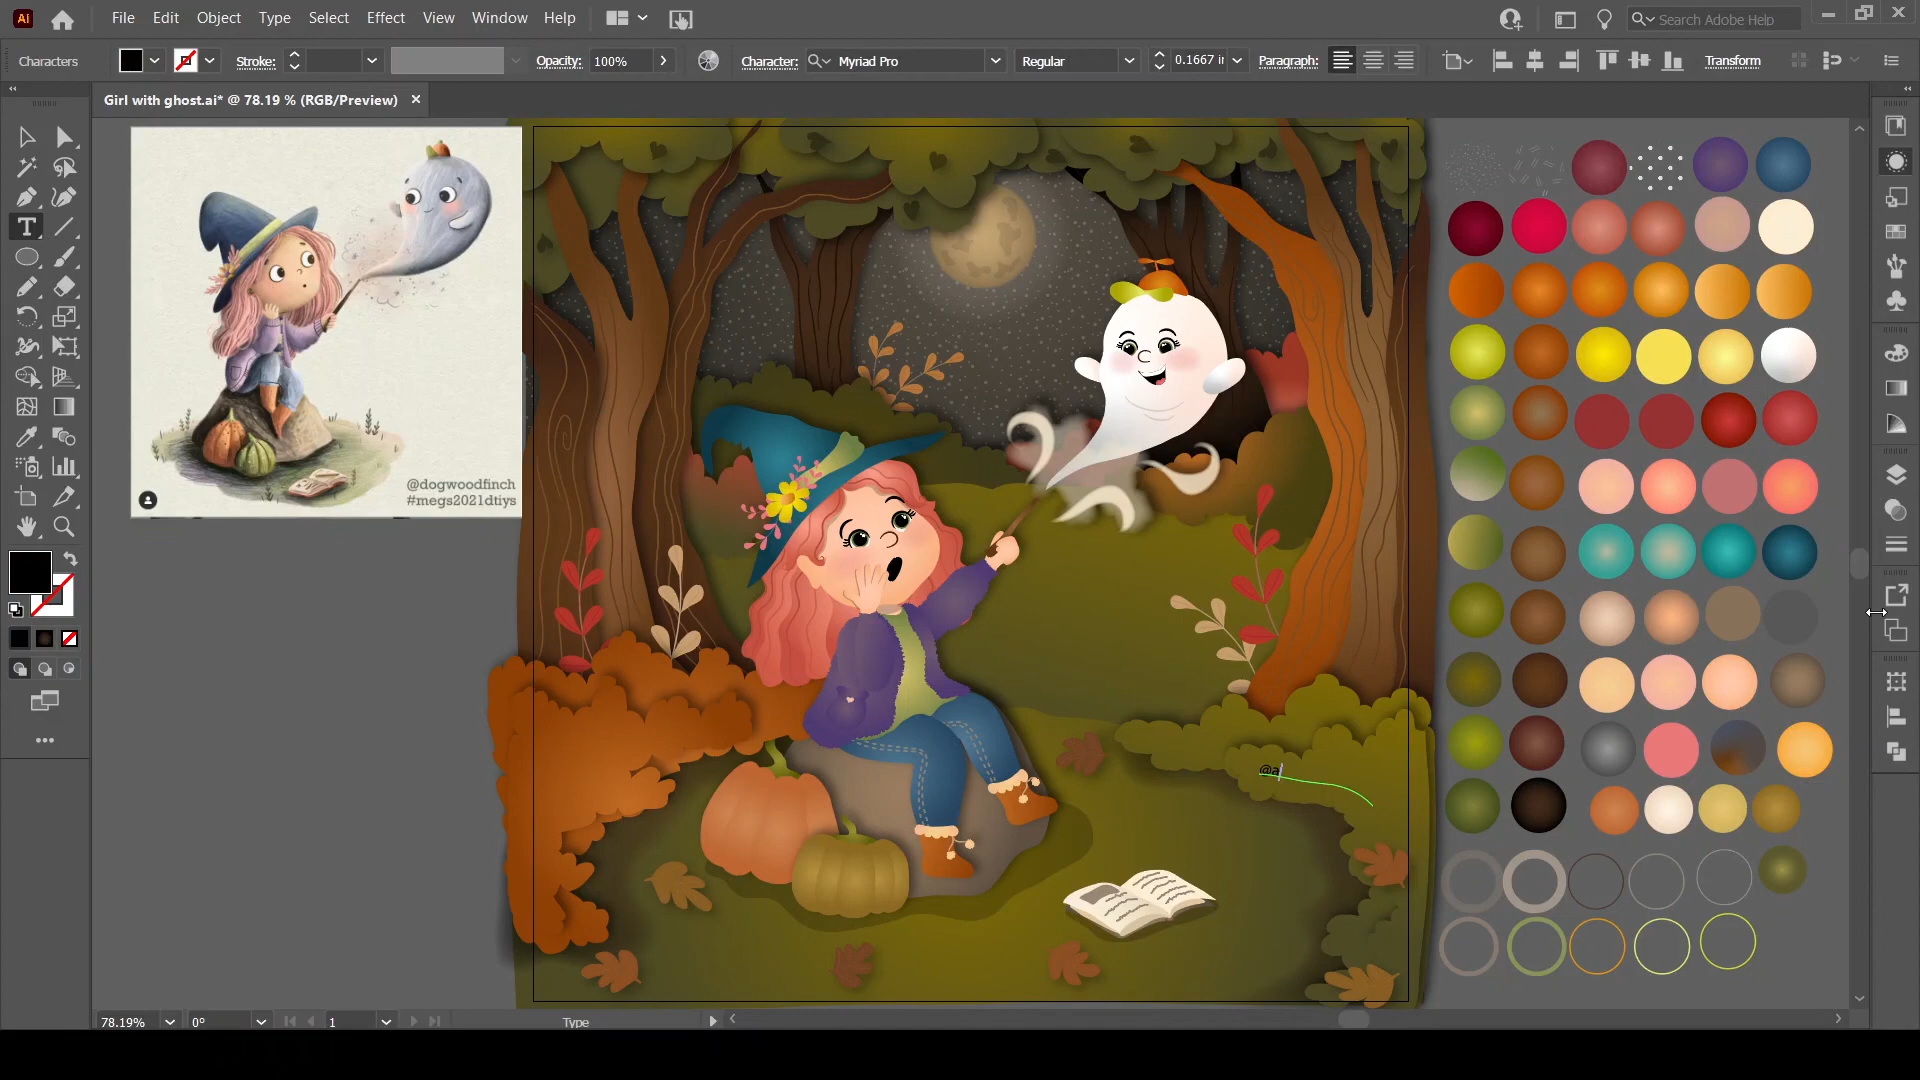 Ai File Edit Object Type Select Effect View Window Help Search Adobe Help
Characters Stroke: Opacity: 100% Character: Myriad Pro Regular 0.1667 i Paragraph: Transform
Girl with ghost.ai* @ 78.19 % (RGB/Preview) ×
@dogwoodfinch
#megs2021dtiys
@a
78.19% 0° 1 Type